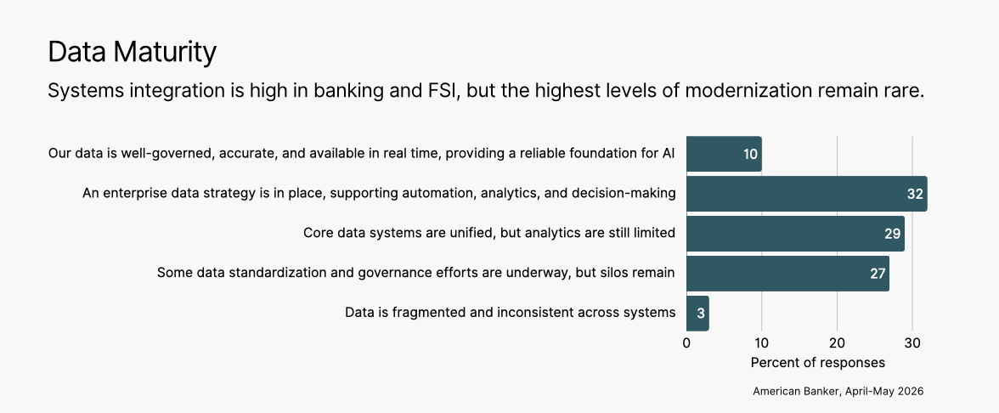 Data Maturity
Systems integration is high in banking and FSI, but the highest levels of modernization remain rare.
Our data is well-governed, accurate, and available in real time, providing a reliable foundation for AI
10
An enterprise data strategy is in place, supporting automation, analytics, and decision-making
32
Core data systems are unified, but analytics are still limited
29
Some data standardization and governance efforts are underway, but silos remain
27
Data is fragmented and inconsistent across systems
3
0 10 20 30
Percent of responses
American Banker, April-May 2026